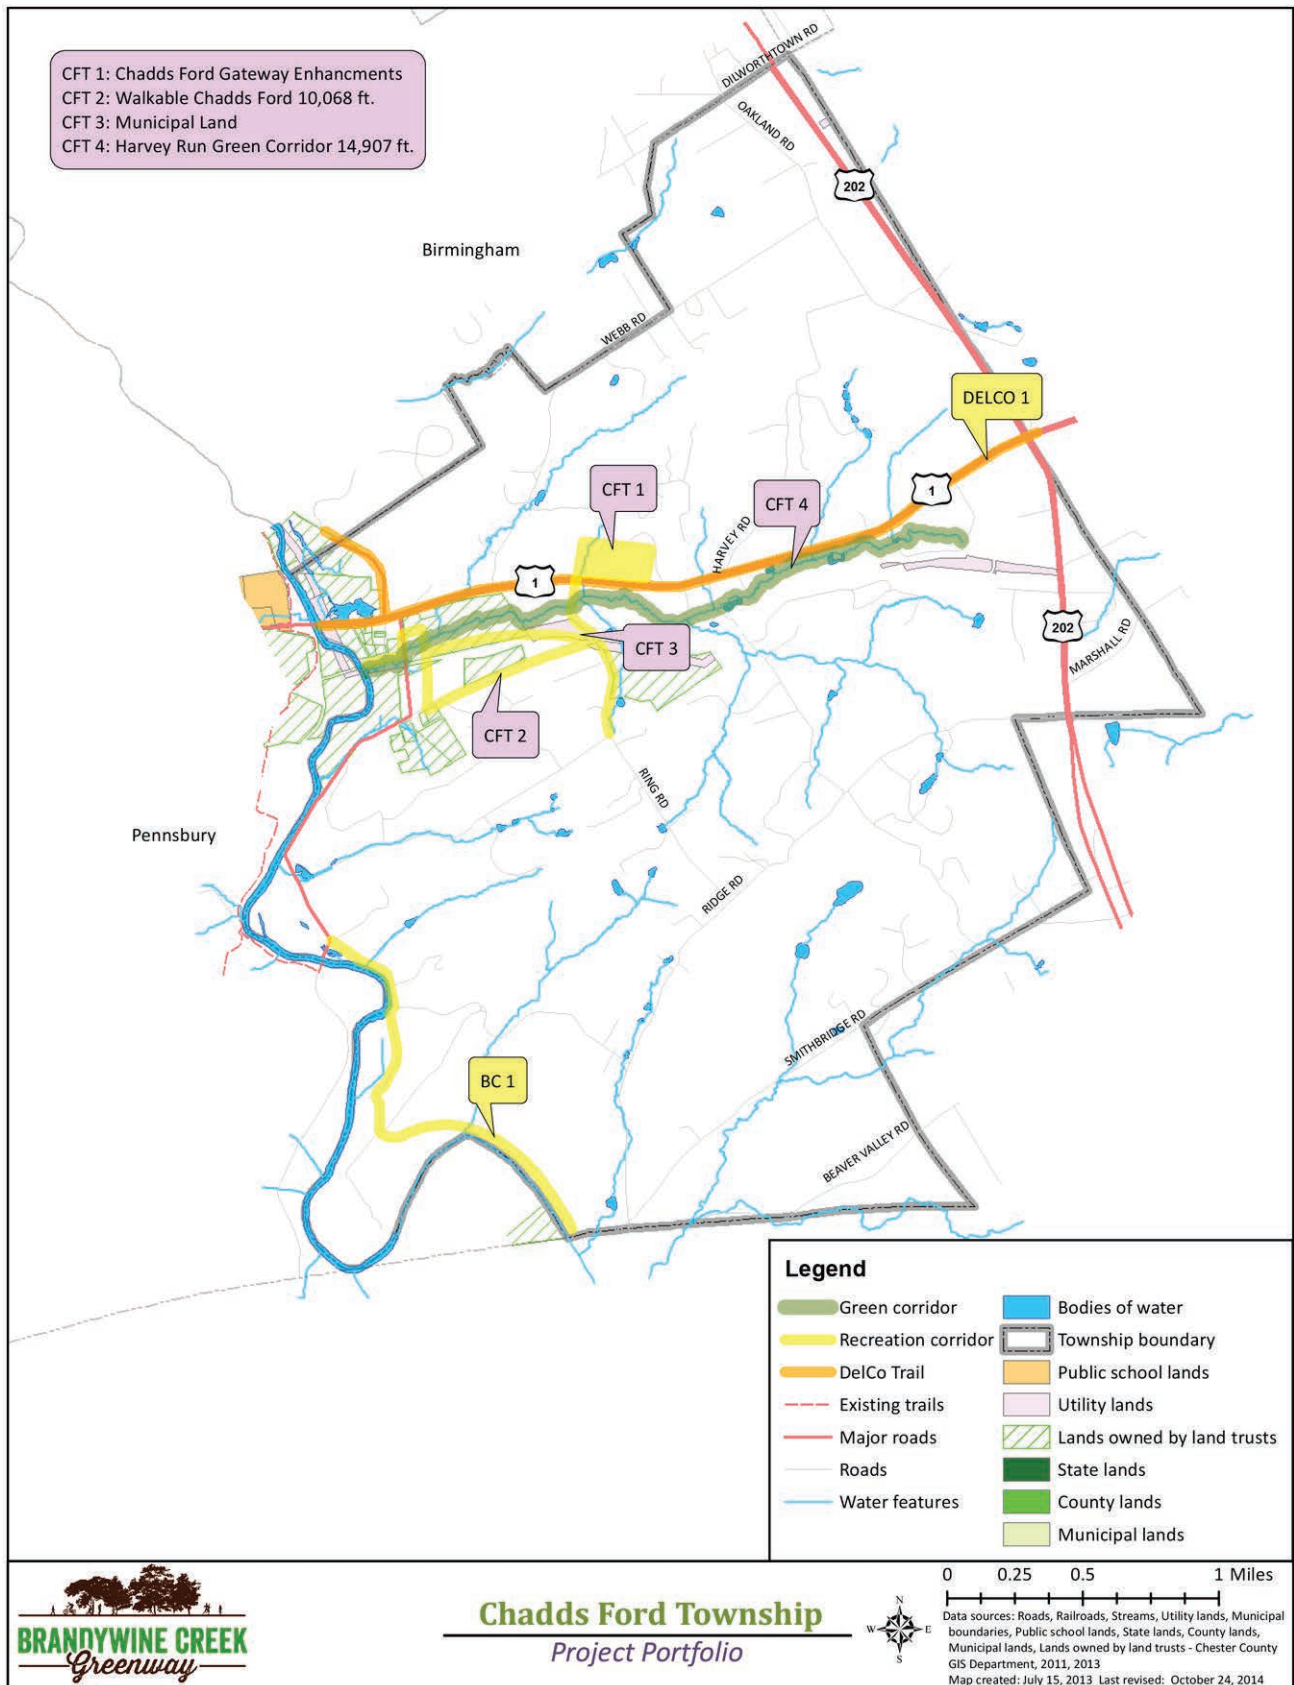 CFT 1: Chadds Ford Gateway Enhancments
CFT 2: Walkable Chadds Ford 10,068 ft.
CFT 3: Municipal Land
CFT 4: Harvey Run Green Corridor 14,907 ft.
DILWORTHTOWN RD
OAKLAND RD
202
Birmingham
WEBB RD
DELCO 1
CFT 1
CFT 4
1
HARVEY RD
1
202
MARSHALL RD
CFT 3
CFT 2
RING RD
Pennsbury
RIDGE RD
SMITHBRIDGE RD
BC 1
BEAVER VALLEY RD
Legend
Green corridor
Recreation corridor
DelCo Trail
Existing trails
Major roads
Roads
Water features
Bodies of water
Township boundary
Public school lands
Utility lands
Lands owned by land trusts
State lands
County lands
Municipal lands
BRANDYWINE CREEK
Greenway
Chadds Ford Township
Project Portfolio
N
W E
S
0 0.25 0.5 1 Miles
Data sources: Roads, Railroads, Streams, Utility lands, Municipal
boundaries, Public school lands, State lands, County lands,
Municipal lands, Lands owned by land trusts - Chester County
GIS Department, 2011, 2013
Map created: July 15, 2013 Last revised: October 24, 2014